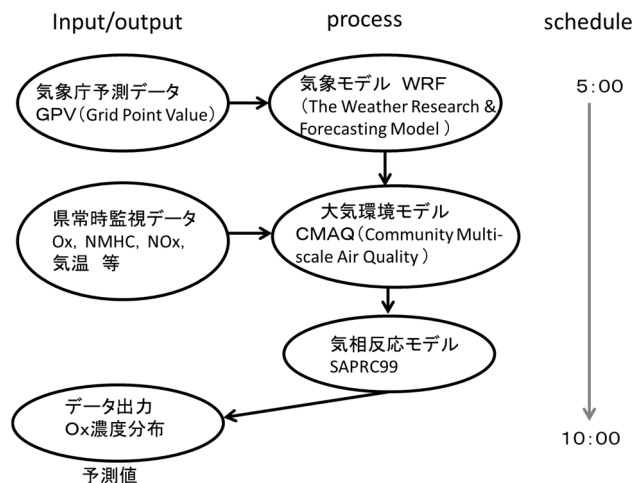 Input/output
process
schedule
気象庁予測データ
GPV(Grid Point Value)
気象モデル WRF
(The Weather Research &
Forecasting Model )
5:00
県常時監視データ
Ox, NMHC, NOx,
気温 等
大気環境モデル
CMAQ(Community Multi-
scale Air Quality )
気相反応モデル
SAPRC99
データ出力
Ox濃度分布
10:00
予測値